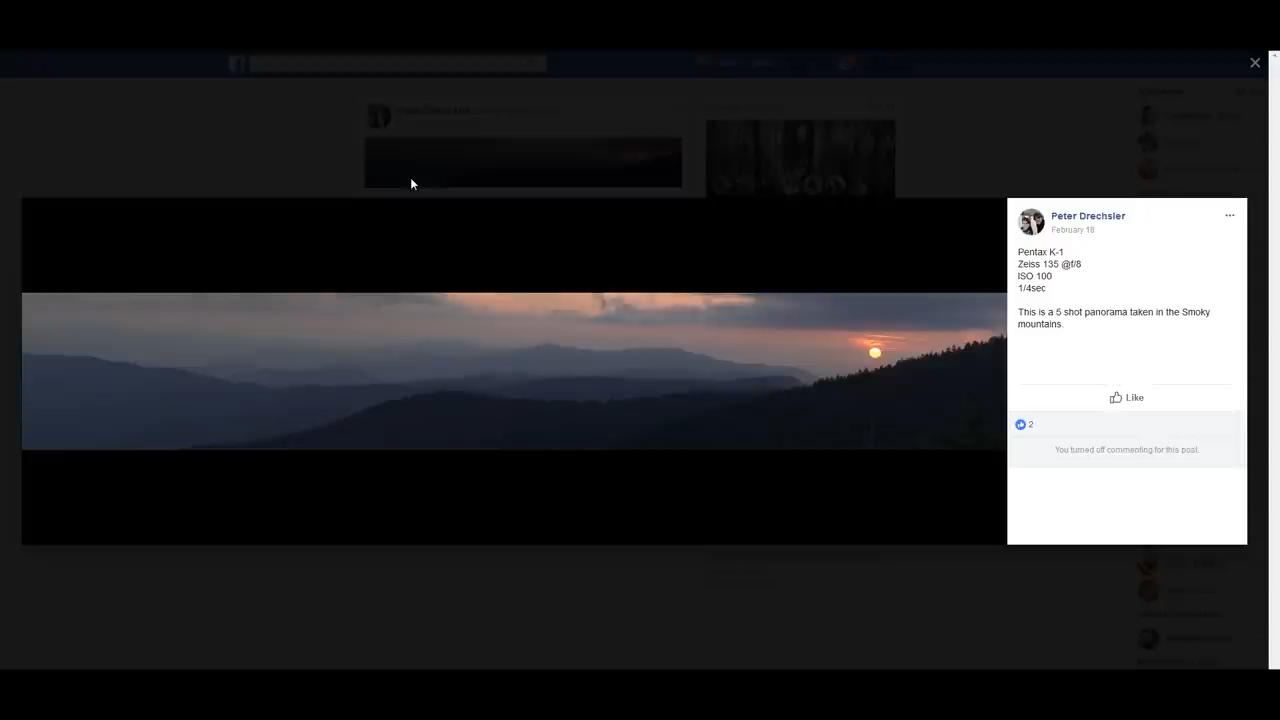 Peter Drechsler
...
February 18
Pentax K-1
Zeiss 135 @f/8
ISO 100
1/4sec
This is a 5 shot panorama taken in the Smoky
mountains.
Like
2
You turned off commenting for this post.